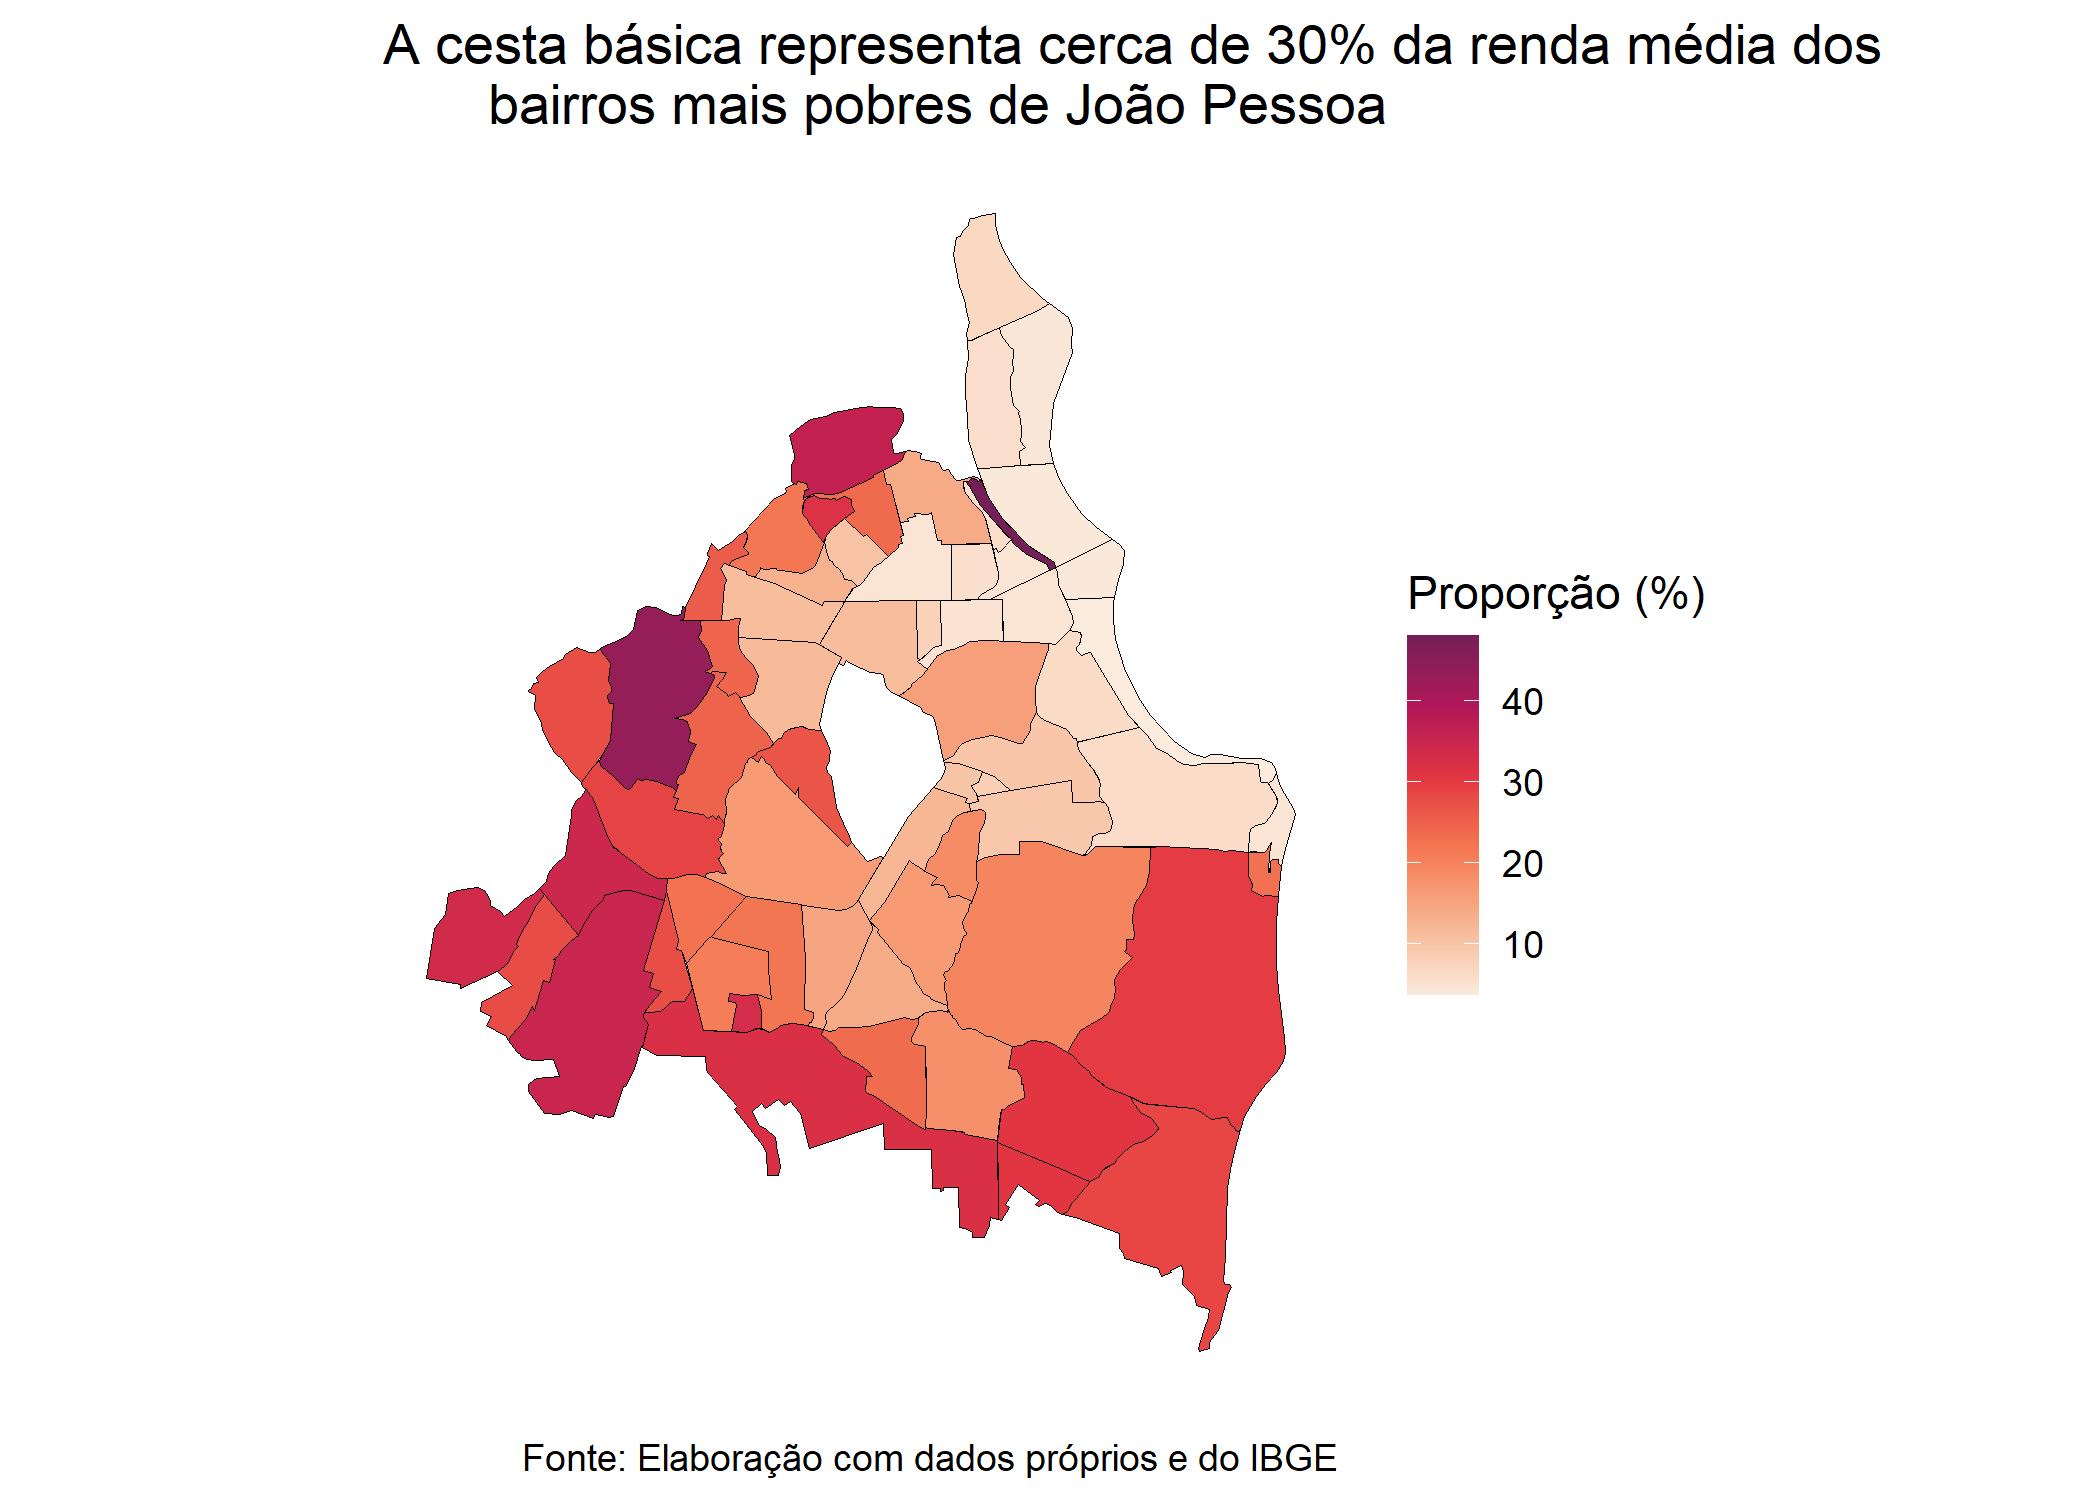 A cesta básica representa cerca de 30% da renda média dos
bairros mais pobres de João Pessoa
Proporção (%)
40
30
20
10
Fonte: Elaboração com dados próprios e do IBGE